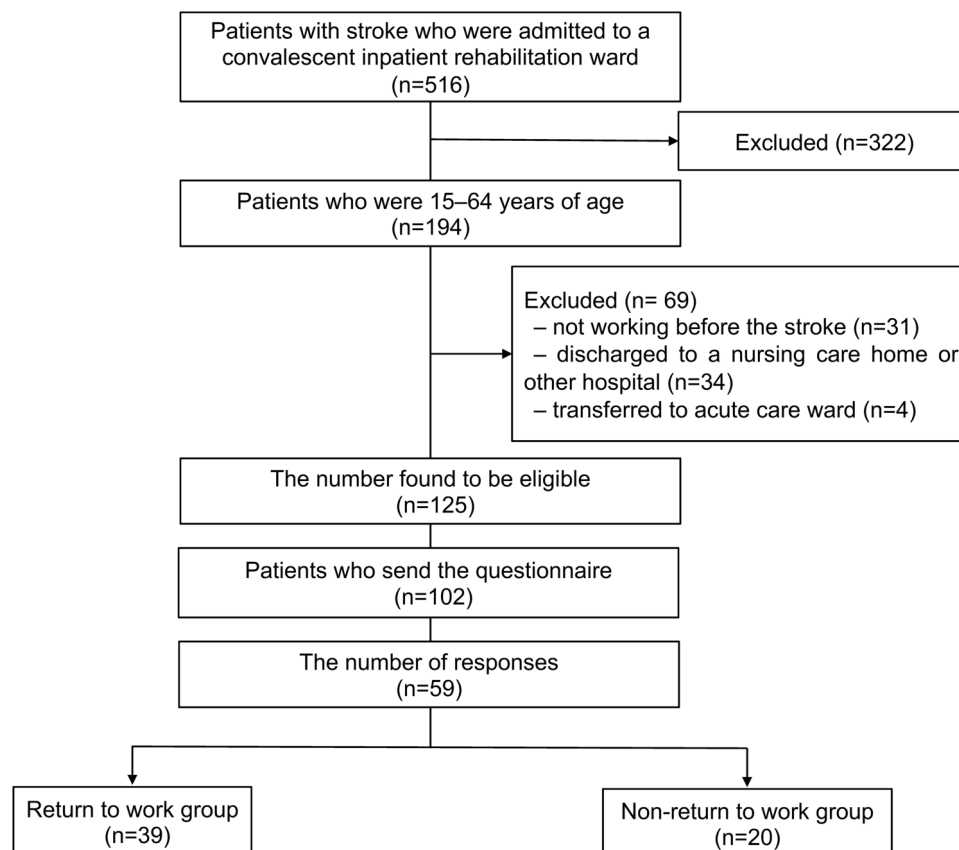 Patients with stroke who were admitted to a
convalescent inpatient rehabilitation ward
(n=516)
Excluded (n=322)
Patients who were 15–64 years of age
(n=194)
Excluded (n= 69)
– not working before the stroke (n=31)
– discharged to a nursing care home or
other hospital (n=34)
– transferred to acute care ward (n=4)
The number found to be eligible
(n=125)
Patients who send the questionnaire
(n=102)
The number of responses
(n=59)
Return to work group
(n=39)
Non-return to work group
(n=20)